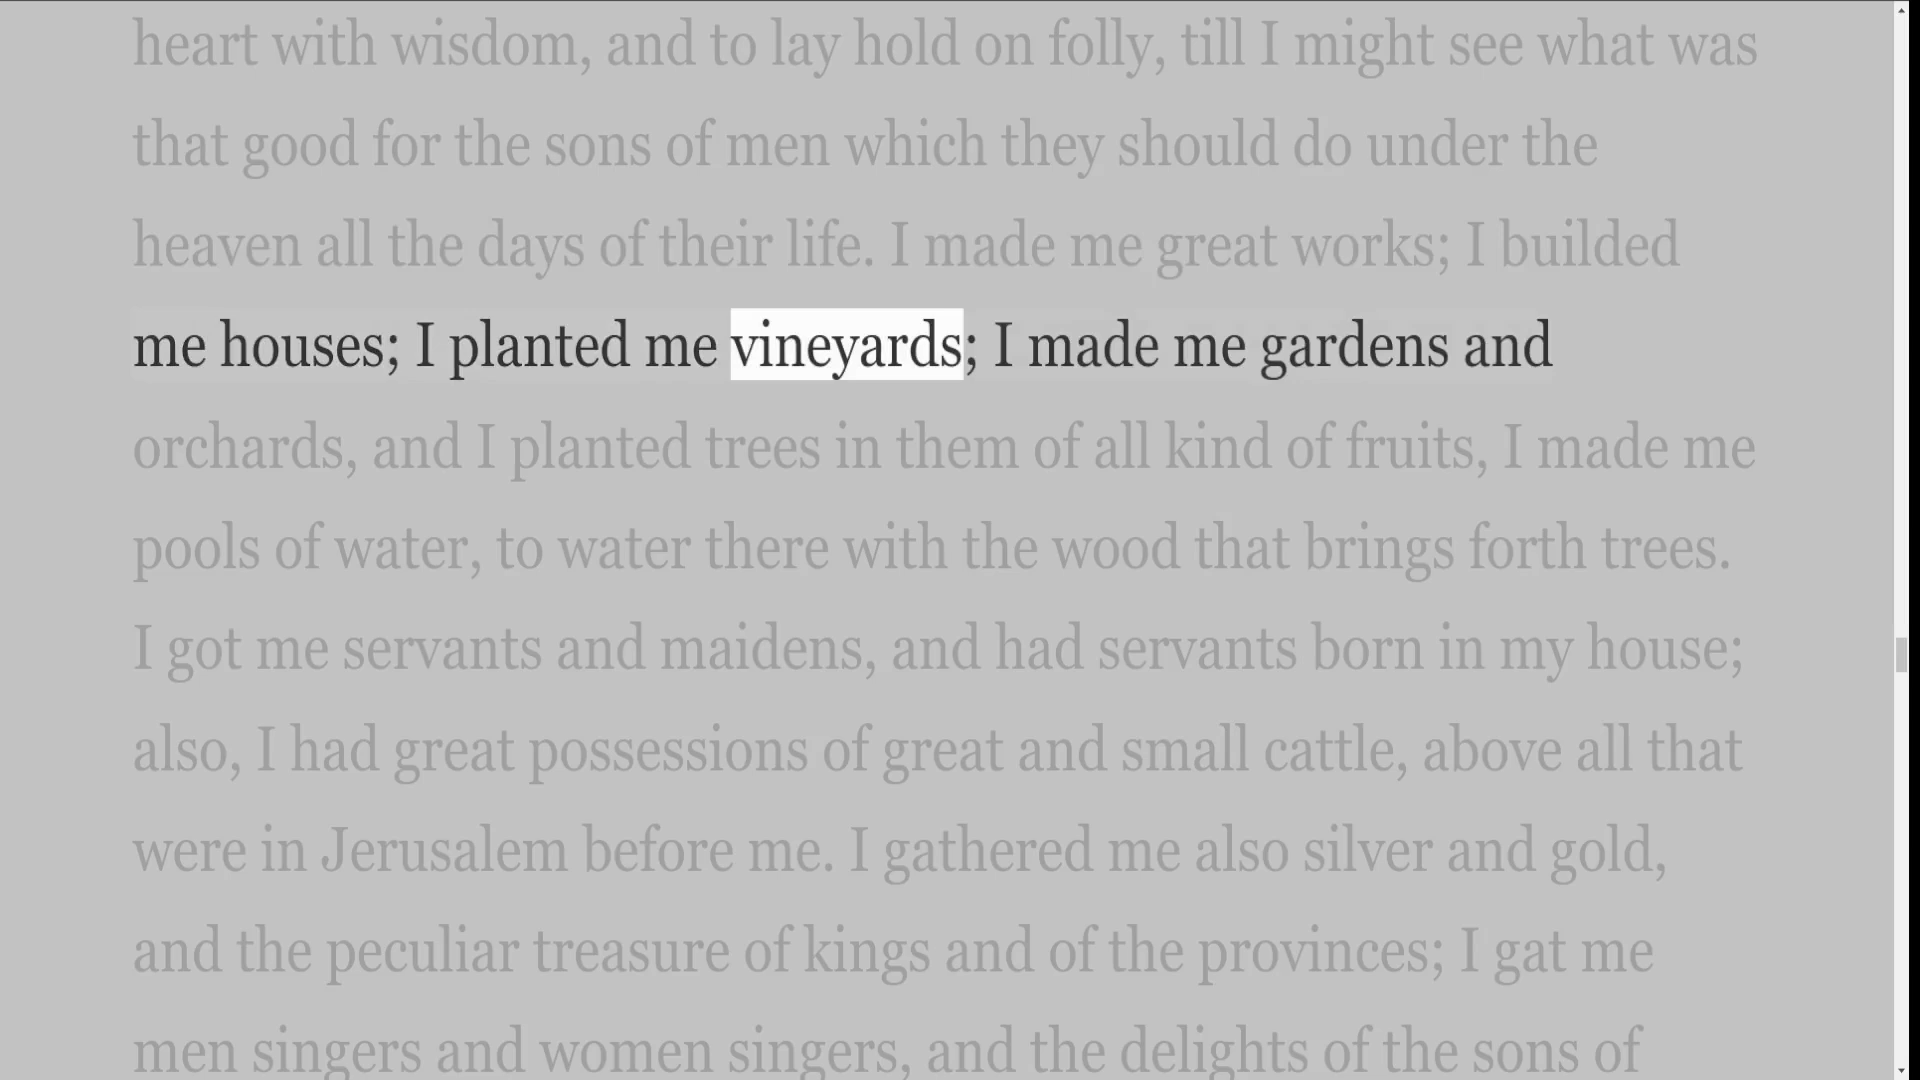 heart with wisdom, and to lay hold on folly, till I might see what was
that good for the sons of men which they should do under the
heaven all the days of their life. I made me great works; I builded
me houses; I planted me vineyards; I made me gardens and
orchards, and I planted trees in them of all kind of fruits, I made me
pools of water, to water there with the wood that brings forth trees.
I got me servants and maidens, and had servants born in my house;
also, I had great possessions of great and small cattle, above all that
were in Jerusalem before me. I gathered me also silver and gold,
and the peculiar treasure of kings and of the provinces; I gat me
men singers and women singers, and the delights of the sons of